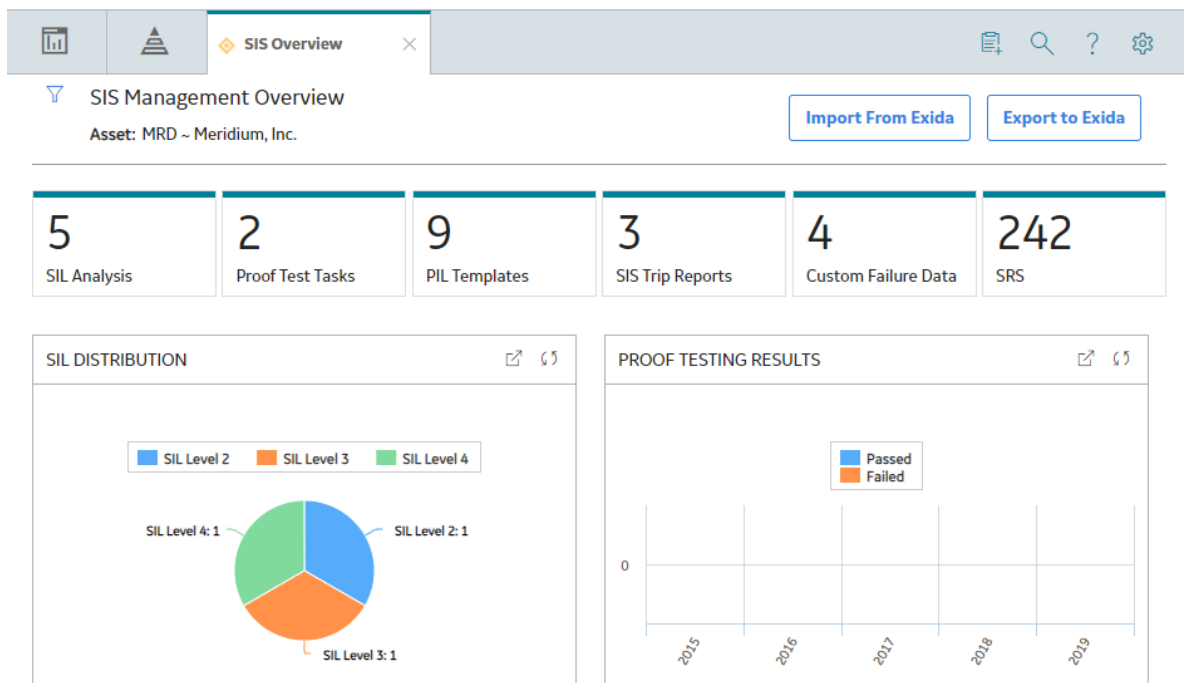 SIS Overview
?
SIS Management Overview
Asset: MRD ~ Meridium, Inc.
Import From Exida
Export to Exida
5
SIL Analysis
2
Proof Test Tasks
9
PIL Templates
3
SIS Trip Reports
4
Custom Failure Data
242
SRS
SIL DISTRIBUTION
SIL Level 2 SIL Level 3 SIL Level 4
SIL Level 4: 1
SIL Level 2: 1
SIL Level 3: 1
PROOF TESTING RESULTS
Passed
Failed
0
2015 2016 2017 2018 2019